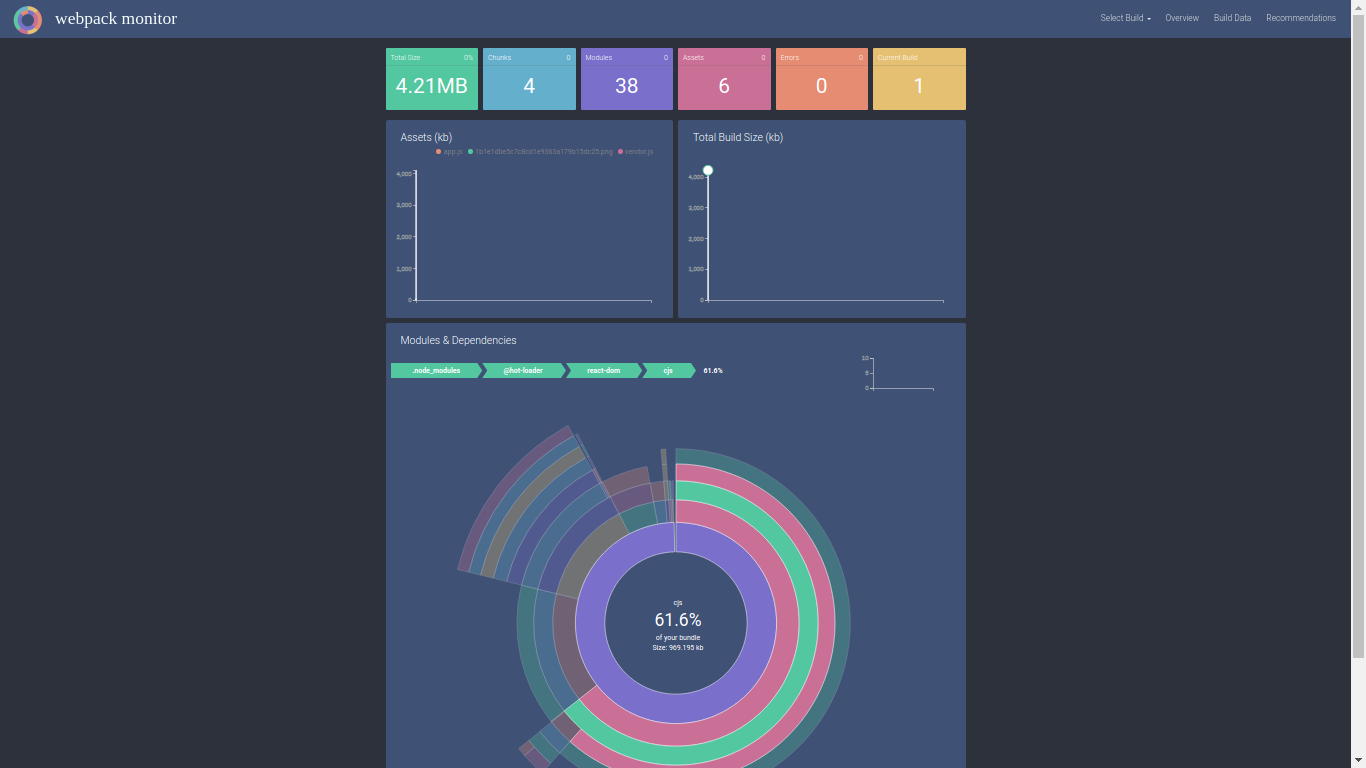 webpack monitor
Select Build Overview Build Data Recommendations
Total Size 0% Chunks 0 Modules 0 Assets 0 Errors 0 Current Build
4.21MB 4 38 6 0 1
Assets (kb) Total Build Size (kb)
app.js vendor.js
4,000 4,000
3,000 3,000
2,000 2,000
1,000 1,000
0 0
Modules & Dependencies
10
5
0
.node_modules @hot-loader react-dom cjs 61.6%
cjs
61.6%
of your bundle
Size: 969.195 kb